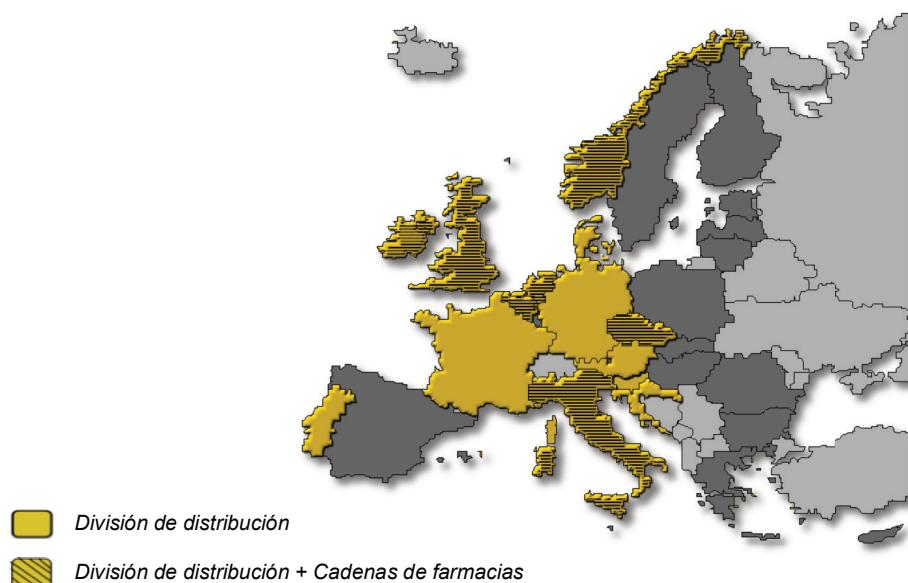 División de distribución
División de distribución + Cadenas de farmacias